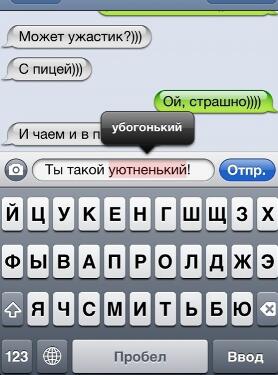 Может ужастик?)))
С пицей)))
Ой, страшно))))
И чаем и в п
убогонький
Ты такой уютненький!
Отпр.
Й Ц У К Е Н Г Ш Щ З Х
Ф Ы В А П Р О Л Д Ж Э
Я Ч С М И Т Ь Б Ю
123 Пробел Ввод